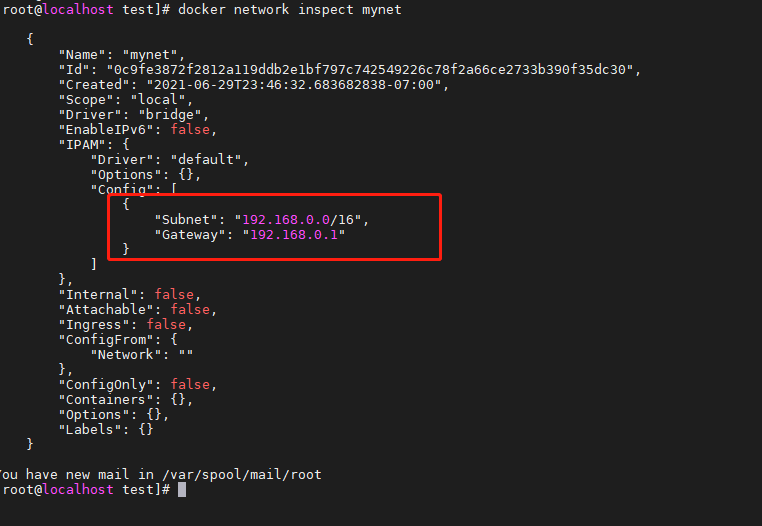 root@localhost test]# docker network inspect mynet
{
"Name": "mynet",
"Id": "0c9fe3872f2812a119ddb2e1bf797c742549226c78f2a66ce2733b390f35dc30",
"Created": "2021-06-29T23:46:32.683682838-07:00",
"Scope": "local",
"Driver": "bridge",
"EnableIPv6": false,
"IPAM": {
"Driver": "default",
"Options": {},
"Config": [
{
"Subnet": "192.168.0.0/16",
"Gateway": "192.168.0.1"
}
]
},
"Internal": false,
"Attachable": false,
"Ingress": false,
"ConfigFrom": {
"Network": ""
},
"ConfigOnly": false,
"Containers": {},
"Options": {},
"Labels": {}
}
You have new mail in /var/spool/mail/root
root@localhost test]#